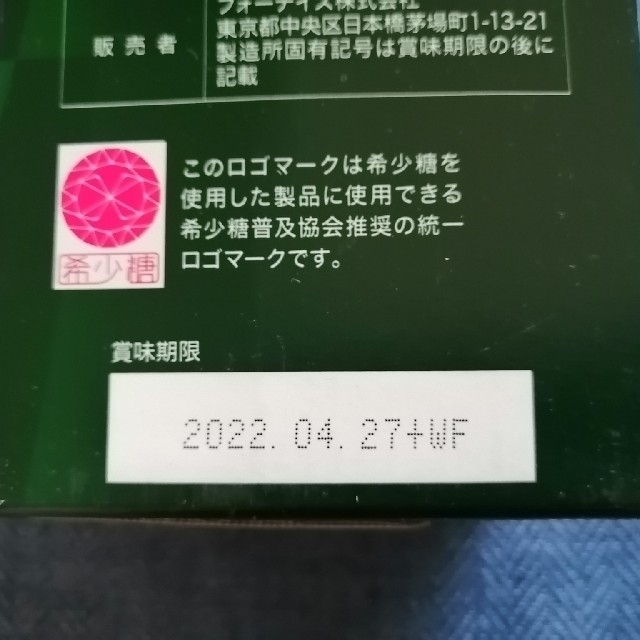 フォーデイズ株式会社
東京都中央区日本橋茅場町1-13-21
販売者
製造所固有記号は賞味期限の後に
記載
このロゴマークは希少糖を
使用した製品に使用できる
希少糖普及協会推奨の統一
ロゴマークです。
希少糖
賞味期限
2022.04.27+WF